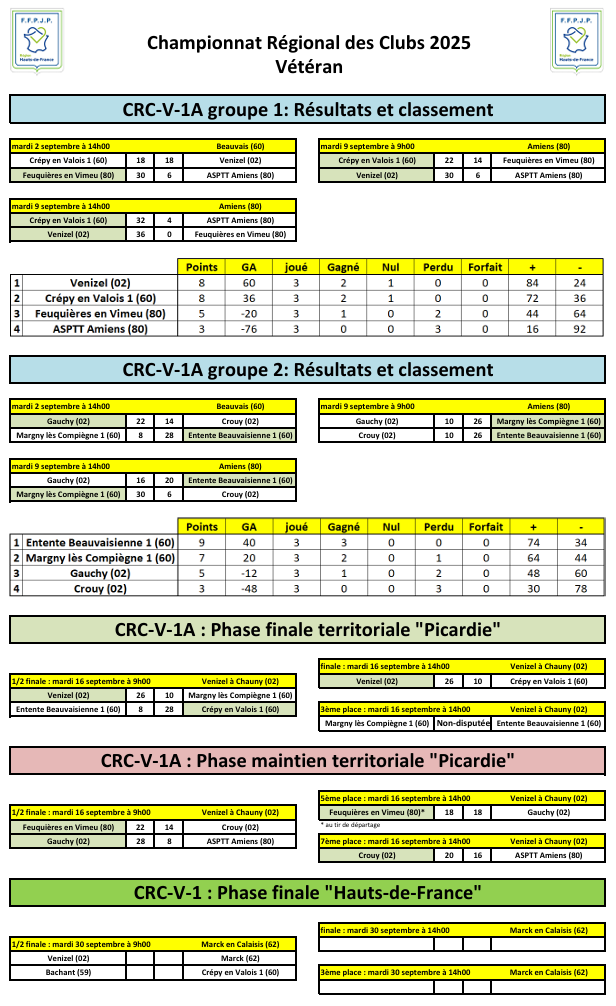 F.F.P.J.P.
Région
Hauts-de-France
Championnat Régional des Clubs 2025
Vétéran
F.F.P.J.P.
Région
Hauts-de-France
CRC-V-1A groupe 1: Résultats et classement
mardi 2 septembre à 14h00 Beauvais (60)
Crépy en Valois 1 (60) 18 18 Venizel (02)
Feuquières en Vimeu (80) 30 6 ASPTT Amiens (80)
mardi 9 septembre à 9h00 Amiens (80)
Crépy en Valois 1 (60) 22 14 Feuquières en Vimeu (80)
Venizel (02) 30 6 ASPTT Amiens (80)
mardi 9 septembre à 14h00 Amiens (80)
Crépy en Valois 1 (60) 32 4 ASPTT Amiens (80)
Venizel (02) 36 0 Feuquières en Vimeu (80)
Points GA joué Gagné Nul Perdu Forfait + -
1 Venizel (02) 8 60 3 2 1 0 0 84 24
2 Crépy en Valois 1 (60) 8 36 3 2 1 0 0 72 36
3 Feuquières en Vimeu (80) 5 -20 3 1 0 2 0 44 64
4 ASPTT Amiens (80) 3 -76 3 0 0 3 0 16 92
CRC-V-1A groupe 2: Résultats et classement
mardi 2 septembre à 14h00 Beauvais (60)
Gauchy (02) 22 14 Crouy (02)
Margny lès Compiègne 1 (60) 8 28 Entente Beauvaisienne 1 (60)
mardi 9 septembre à 9h00 Amiens (80)
Gauchy (02) 10 26 Margny lès Compiègne 1 (60)
Crouy (02) 10 26 Entente Beauvaisienne 1 (60)
mardi 9 septembre à 14h00 Amiens (80)
Gauchy (02) 16 20 Entente Beauvaisienne 1 (60)
Margny lès Compiègne 1 (60) 30 6 Crouy (02)
Points GA joué Gagné Nul Perdu Forfait + -
1 Entente Beauvaisienne 1 (60) 9 40 3 3 0 0 0 74 34
2 Margny lès Compiègne 1 (60) 7 20 3 2 0 1 0 64 44
3 Gauchy (02) 5 -12 3 1 0 2 0 48 60
4 Crouy (02) 3 -48 3 0 0 3 0 30 78
CRC-V-1A : Phase finale territoriale "Picardie"
1/2 finale : mardi 16 septembre à 9h00 Venizel à Chauny (02)
Venizel (02) 26 10 Margny lès Compiègne 1 (60)
Entente Beauvaisienne 1 (60) 8 28 Crépy en Valois 1 (60)
finale : mardi 16 septembre à 14h00 Venizel à Chauny (02)
Venizel (02) 26 10 Crépy en Valois 1 (60)
3ème place : mardi 16 septembre à 14h00 Venizel à Chauny (02)
Margny lès Compiègne 1 (60) Non-disputée Entente Beauvaisienne 1 (60)
CRC-V-1A : Phase maintien territoriale "Picardie"
1/2 finale : mardi 16 septembre à 9h00 Venizel à Chauny (02)
Feuquières en Vimeu (80) 22 14 Crouy (02)
Gauchy (02) 28 8 ASPTT Amiens (80)
5ème place : mardi 16 septembre à 14h00 Venizel à Chauny (02)
Feuquières en Vimeu (80)* 18 18 Gauchy (02)
* au tir de départage
7ème place : mardi 16 septembre à 14h00 Venizel à Chauny (02)
Crouy (02) 20 16 ASPTT Amiens (80)
CRC-V-1 : Phase finale "Hauts-de-France"
1/2 finale : mardi 30 septembre à 9h00 Marck en Calaisis (62)
Venizel (02) Marck (62)
Bachant (59) Crépy en Valois 1 (60)
finale : mardi 30 septembre à 14h00 Marck en Calaisis (62)
3ème place : mardi 30 septembre à 14h00 Marck en Calaisis (62)